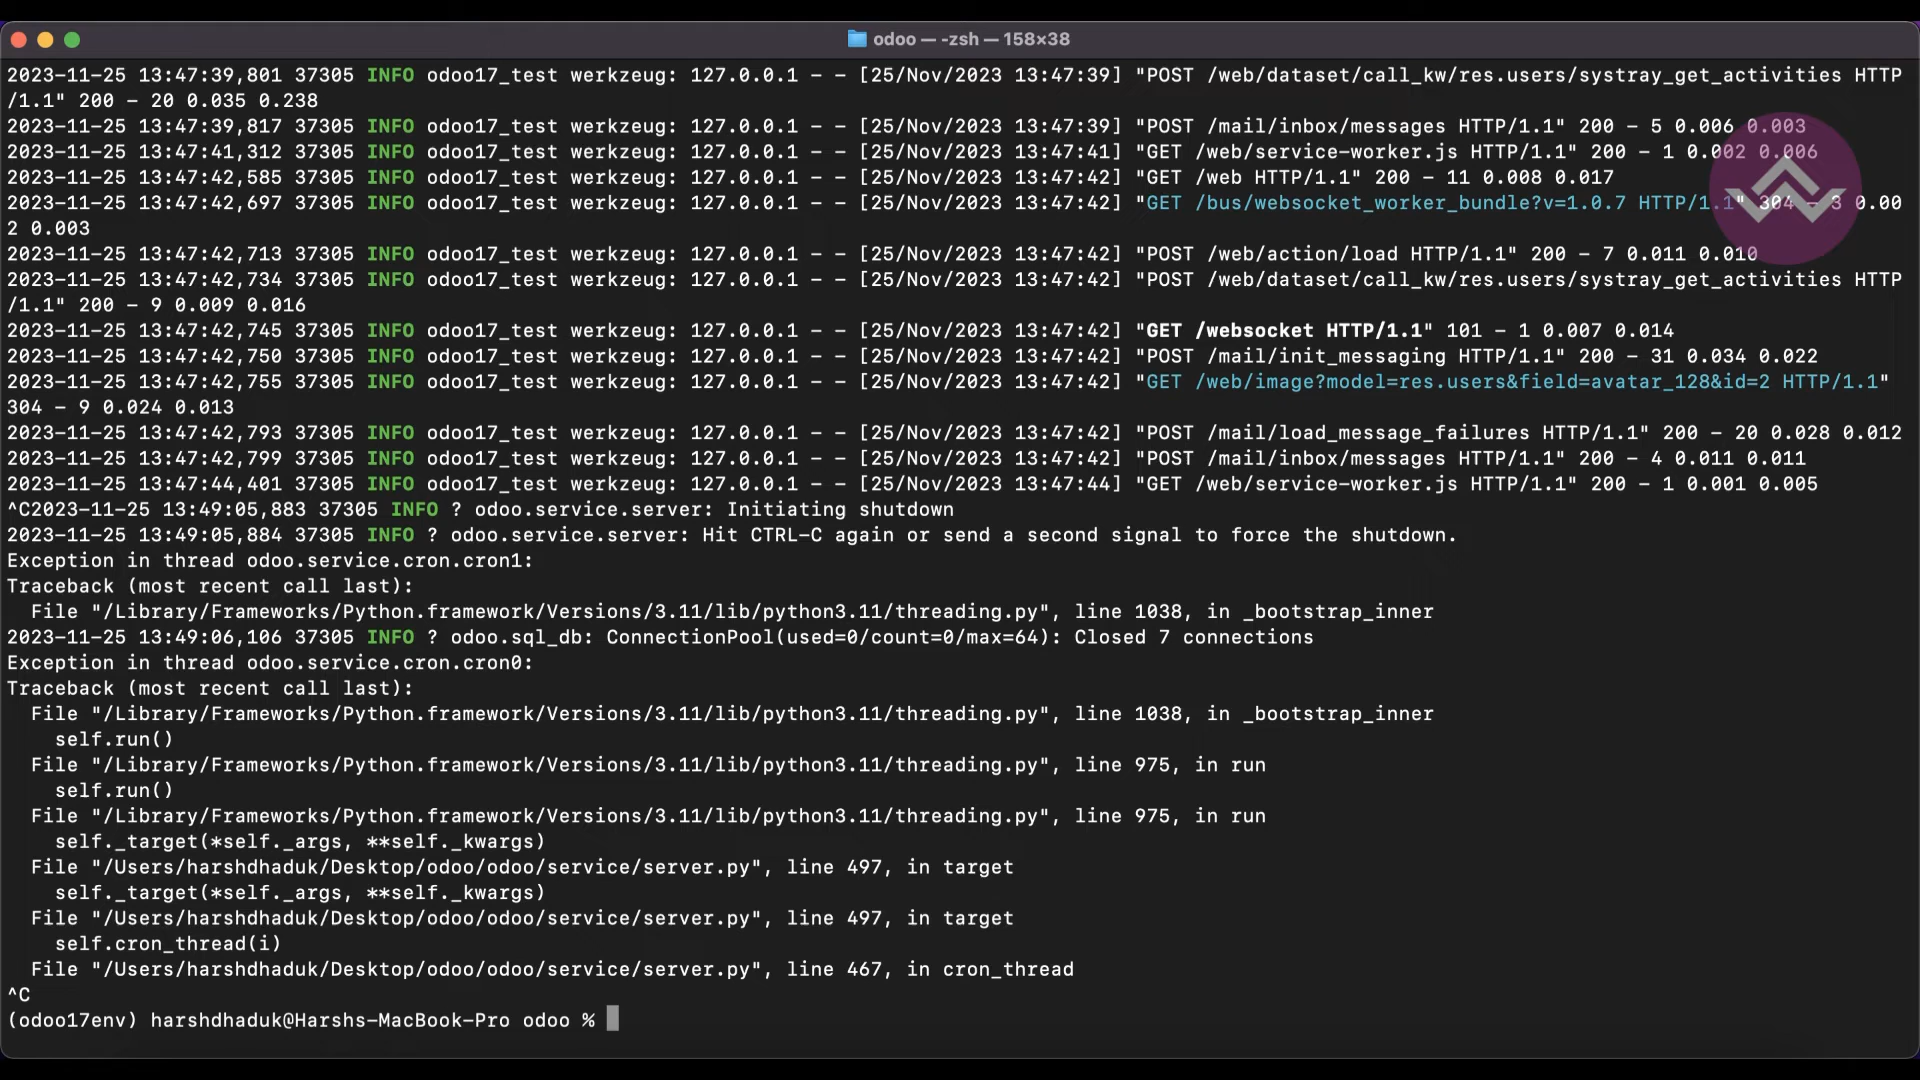 odoo — -zsh — 158×38
2023-11-25 13:47:39,801 37305 INFO odoo17_test werkzeug: 127.0.0.1 - - [25/Nov/2023 13:47:39] "POST /web/dataset/call_kw/res.users/systray_get_activities HTTP
/1.1" 200 - 20 0.035 0.238
2023-11-25 13:47:39,817 37305 INFO odoo17_test werkzeug: 127.0.0.1 - - [25/Nov/2023 13:47:39] "POST /mail/inbox/messages HTTP/1.1" 200 - 5 0.006 0.003
2023-11-25 13:47:41,312 37305 INFO odoo17_test werkzeug: 127.0.0.1 - - [25/Nov/2023 13:47:41] "GET /web/service-worker.js HTTP/1.1" 200 - 1 0.002 0.006
2023-11-25 13:47:42,585 37305 INFO odoo17_test werkzeug: 127.0.0.1 - - [25/Nov/2023 13:47:42] "GET /web HTTP/1.1" 200 - 11 0.008 0.017
2023-11-25 13:47:42,697 37305 INFO odoo17_test werkzeug: 127.0.0.1 - - [25/Nov/2023 13:47:42] "GET /bus/websocket_worker_bundle?v=1.0.7 HTTP/1.1" 304 - 3 0.00
2 0.003
2023-11-25 13:47:42,713 37305 INFO odoo17_test werkzeug: 127.0.0.1 - - [25/Nov/2023 13:47:42] "POST /web/action/load HTTP/1.1" 200 - 7 0.011 0.010
2023-11-25 13:47:42,734 37305 INFO odoo17_test werkzeug: 127.0.0.1 - - [25/Nov/2023 13:47:42] "POST /web/dataset/call_kw/res.users/systray_get_activities HTTP
/1.1" 200 - 9 0.009 0.016
2023-11-25 13:47:42,745 37305 INFO odoo17_test werkzeug: 127.0.0.1 - - [25/Nov/2023 13:47:42] "GET /websocket HTTP/1.1" 101 - 1 0.007 0.014
2023-11-25 13:47:42,750 37305 INFO odoo17_test werkzeug: 127.0.0.1 - - [25/Nov/2023 13:47:42] "POST /mail/init_messaging HTTP/1.1" 200 - 31 0.034 0.022
2023-11-25 13:47:42,755 37305 INFO odoo17_test werkzeug: 127.0.0.1 - - [25/Nov/2023 13:47:42] "GET /web/image?model=res.users&field=avatar_128&id=2 HTTP/1.1"
304 - 9 0.024 0.013
2023-11-25 13:47:42,793 37305 INFO odoo17_test werkzeug: 127.0.0.1 - - [25/Nov/2023 13:47:42] "POST /mail/load_message_failures HTTP/1.1" 200 - 20 0.028 0.012
2023-11-25 13:47:42,799 37305 INFO odoo17_test werkzeug: 127.0.0.1 - - [25/Nov/2023 13:47:42] "POST /mail/inbox/messages HTTP/1.1" 200 - 4 0.011 0.011
2023-11-25 13:47:44,401 37305 INFO odoo17_test werkzeug: 127.0.0.1 - - [25/Nov/2023 13:47:44] "GET /web/service-worker.js HTTP/1.1" 200 - 1 0.001 0.005
^C2023-11-25 13:49:05,883 37305 INFO ? odoo.service.server: Initiating shutdown
2023-11-25 13:49:05,884 37305 INFO ? odoo.service.server: Hit CTRL-C again or send a second signal to force the shutdown.
Exception in thread odoo.service.cron.cron1:
Traceback (most recent call last):
  File "/Library/Frameworks/Python.framework/Versions/3.11/lib/python3.11/threading.py", line 1038, in _bootstrap_inner
2023-11-25 13:49:06,106 37305 INFO ? odoo.sql_db: ConnectionPool(used=0/count=0/max=64): Closed 7 connections
Exception in thread odoo.service.cron.cron0:
Traceback (most recent call last):
  File "/Library/Frameworks/Python.framework/Versions/3.11/lib/python3.11/threading.py", line 1038, in _bootstrap_inner
    self.run()
  File "/Library/Frameworks/Python.framework/Versions/3.11/lib/python3.11/threading.py", line 975, in run
    self.run()
  File "/Library/Frameworks/Python.framework/Versions/3.11/lib/python3.11/threading.py", line 975, in run
    self._target(*self._args, **self._kwargs)
  File "/Users/harshdhaduk/Desktop/odoo/odoo/service/server.py", line 497, in target
    self._target(*self._args, **self._kwargs)
  File "/Users/harshdhaduk/Desktop/odoo/odoo/service/server.py", line 497, in target
    self.cron_thread(i)
  File "/Users/harshdhaduk/Desktop/odoo/odoo/service/server.py", line 467, in cron_thread
^C
(odoo17env) harshdhaduk@Harshs-MacBook-Pro odoo %